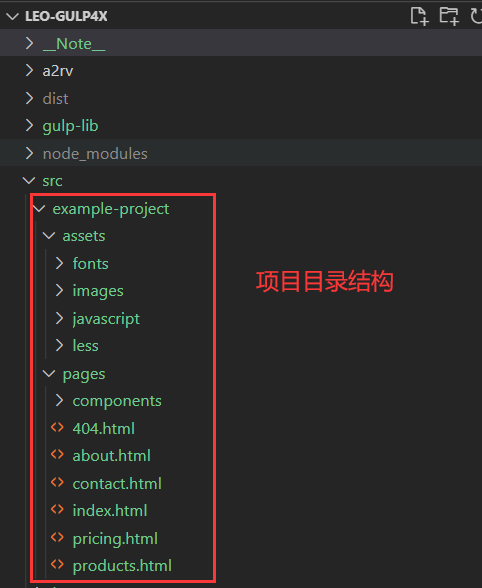 LEO-GULP4X
__Note__
a2rv
dist
gulp-lib
node_modules
src
example-project
assets
fonts
images
javascript
less
项目目录结构
pages
components
404.html
about.html
contact.html
index.html
pricing.html
products.html